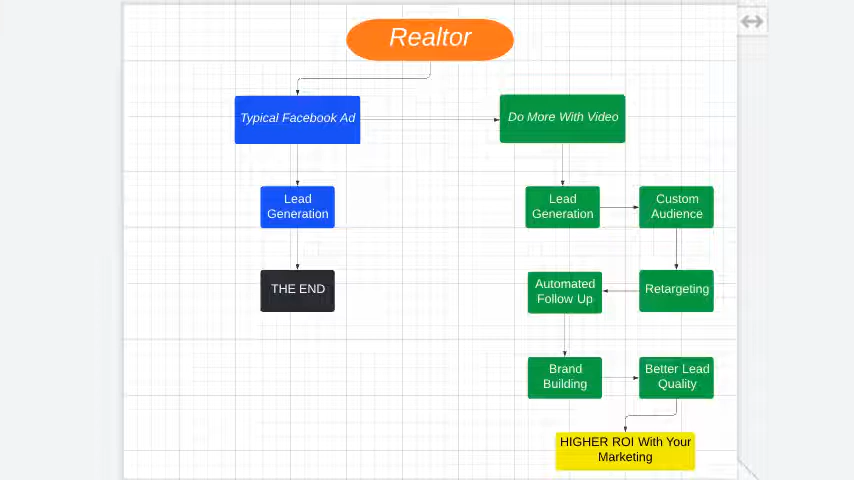 Realtor
Typical Facebook Ad
Do More With Video
Lead
Generation
Lead
Generation
Custom
Audience
THE END
Automated
Follow Up
Retargeting
Brand
Building
Better Lead
Quality
HIGHER ROI With Your
Marketing